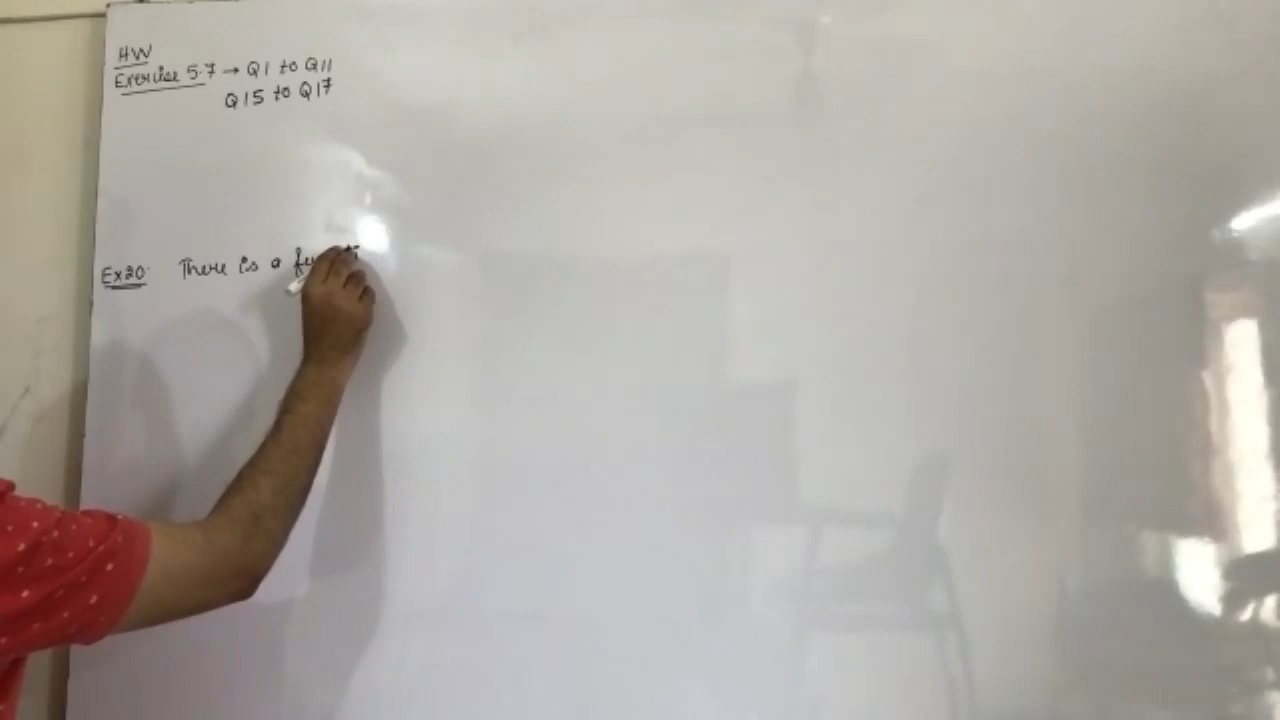 HW
Exercise 5.7 → Q1 to Q11
Q15 to Q17
Ex20. There is a